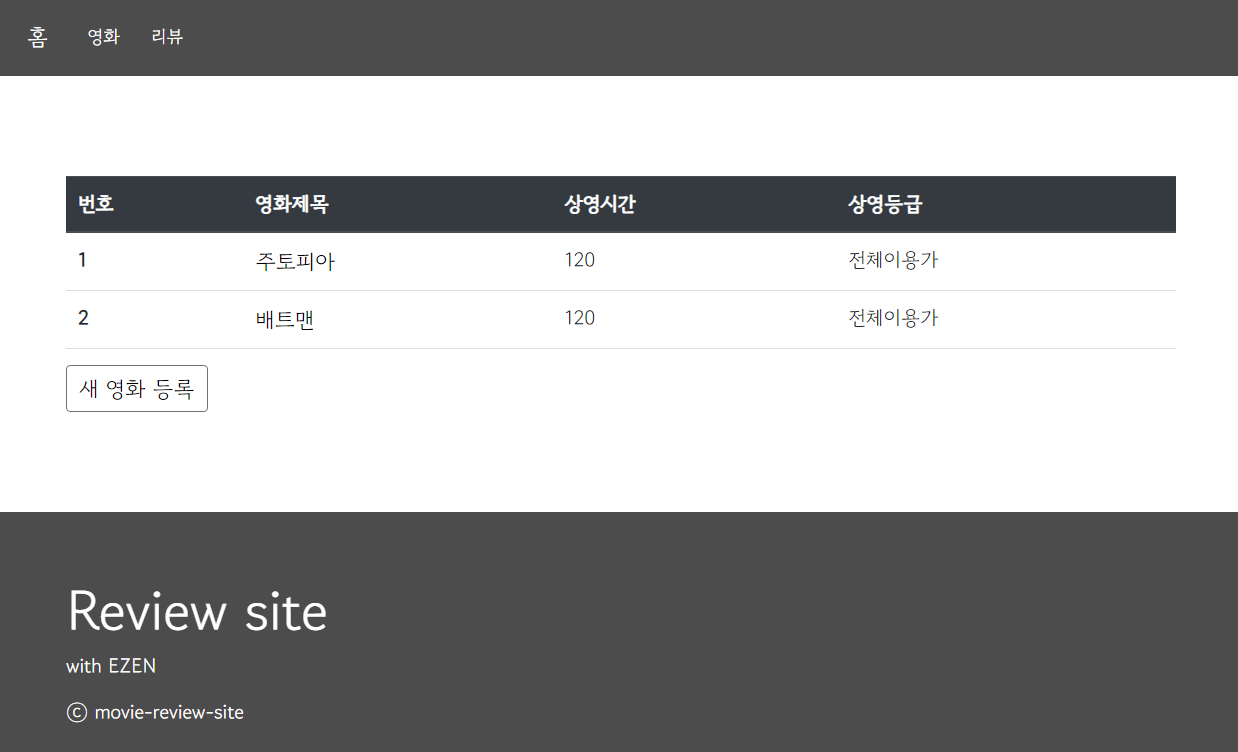 홈 영화 리뷰
번호 영화제목 상영시간 상영등급
1 주토피아 120 전체이용가
2 배트맨 120 전체이용가
새 영화 등록
Review site
with EZEN
ⓒ movie-review-site